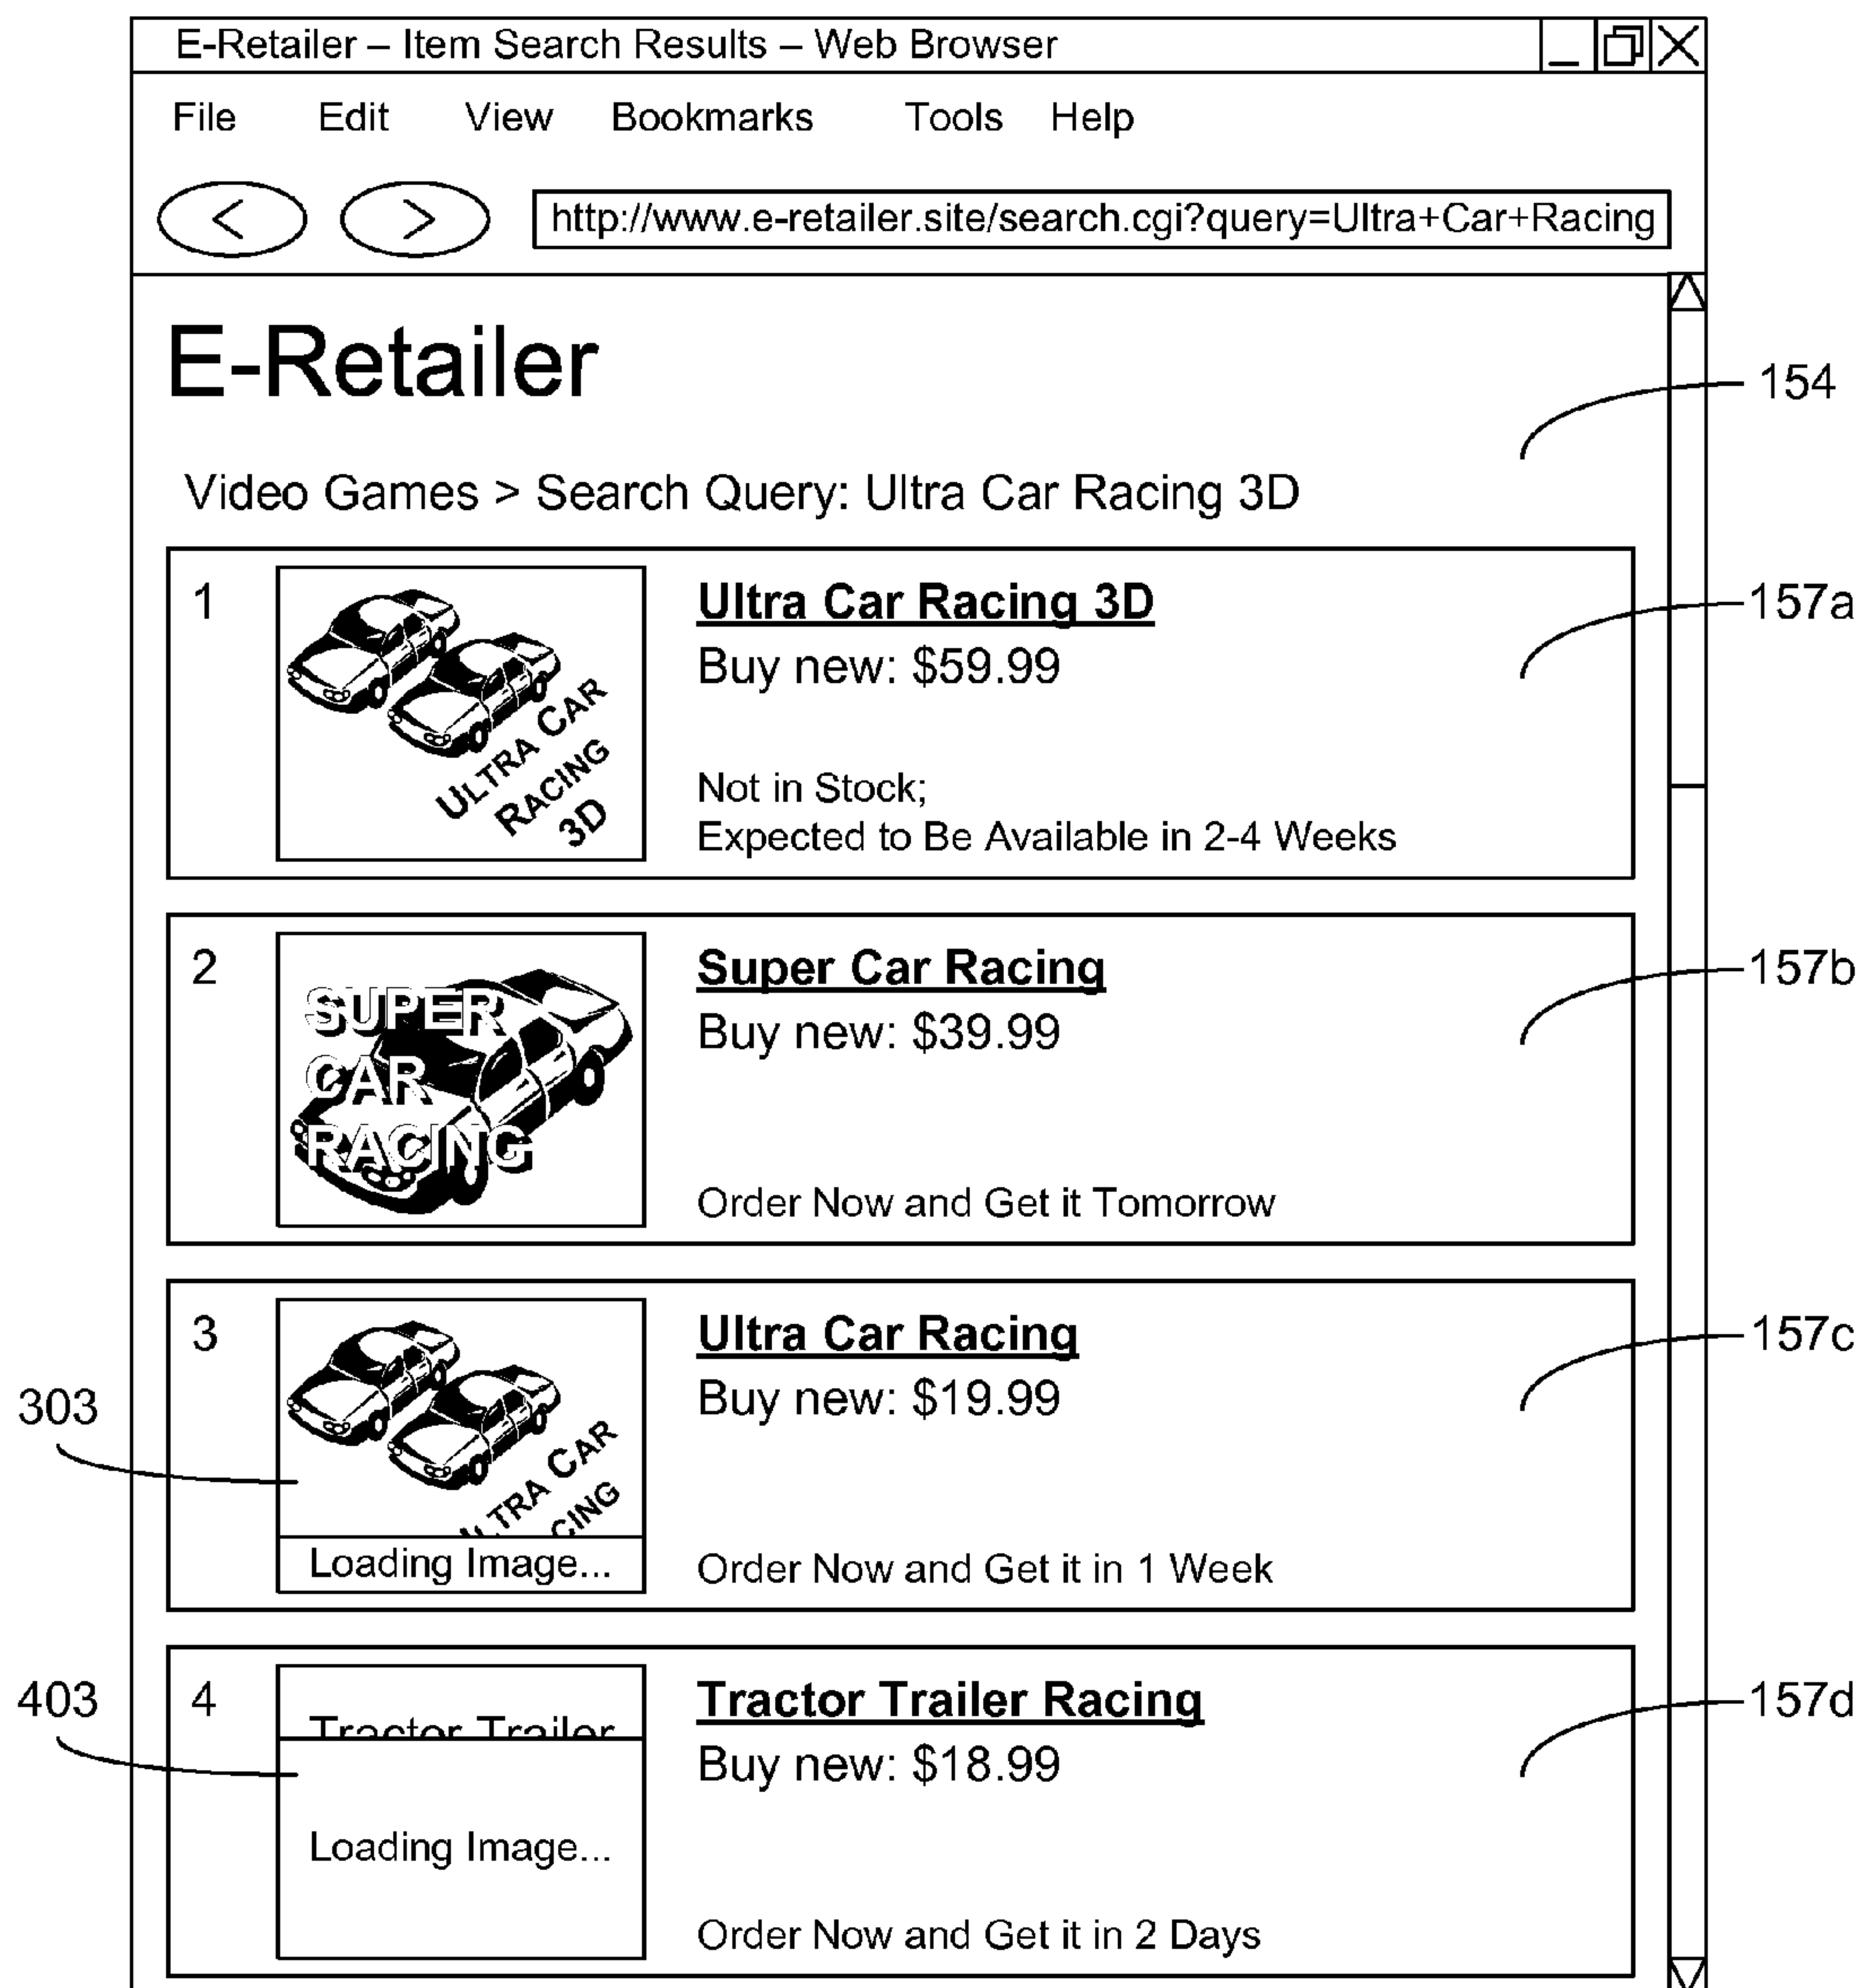 E-Retailer – Item Search Results – Web Browser
File Edit View Bookmarks Tools Help
< >
http://www.e-retailer.site/search.cgi?query=Ultra+Car+Racing
E-Retailer
154
Video Games > Search Query: Ultra Car Racing 3D
1
ULTRA CAR
RACING
3D
Ultra Car Racing 3D
Buy new: $59.99
Not in Stock;
Expected to Be Available in 2-4 Weeks
157a
2
SUPER
CAR
RACING
Super Car Racing
Buy new: $39.99
Order Now and Get it Tomorrow
157b
3
LTRA CAR
CING
Loading Image...
Ultra Car Racing
Buy new: $19.99
Order Now and Get it in 1 Week
157c
303
4
Tractor Trailer
Loading Image...
Tractor Trailer Racing
Buy new: $18.99
Order Now and Get it in 2 Days
157d
403